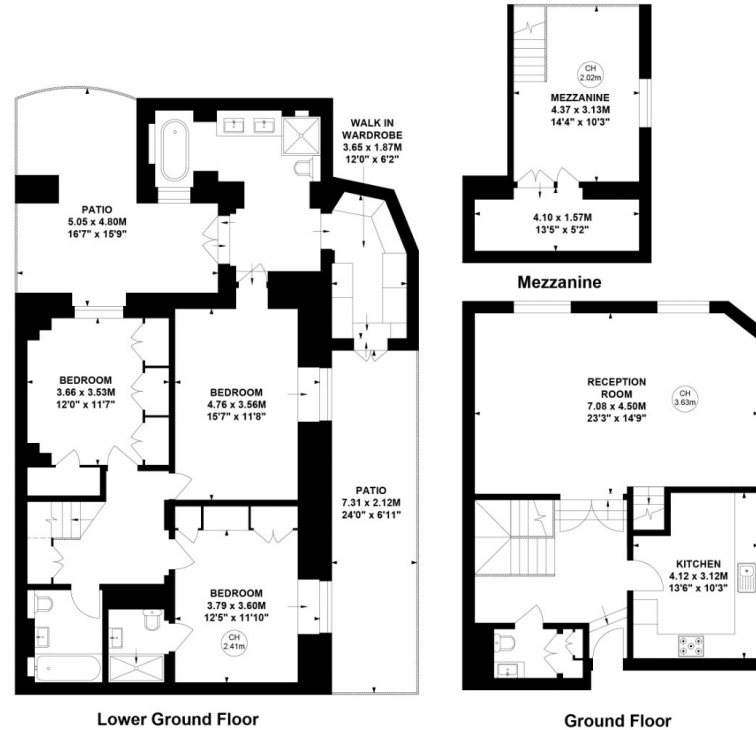 WALK IN
WARDROBE
3.65 x 1.87M
12'0" x 6'2"
PATIO
5.05 x 4.80M
16'7" x 15'9"
BEDROOM
3.66 x 3.53M
12'0" x 11'7"
BEDROOM
4.76 x 3.56M
15'7" x 11'8"
PATIO
7.31 x 2.12M
24'0" x 6'11"
BEDROOM
3.79 x 3.60M
12'5" x 11'10"
CH
2.41m
Lower Ground Floor
CH
2.02m
MEZZANINE
4.37 x 3.13M
14'4" x 10'3"
4.10 x 1.57M
13'5" x 5'2"
Mezzanine
RECEPTION
ROOM
7.08 x 4.50M
23'3" x 14'9"
CH
3.63m
KITCHEN
4.12 x 3.12M
13'6" x 10'3"
Ground Floor